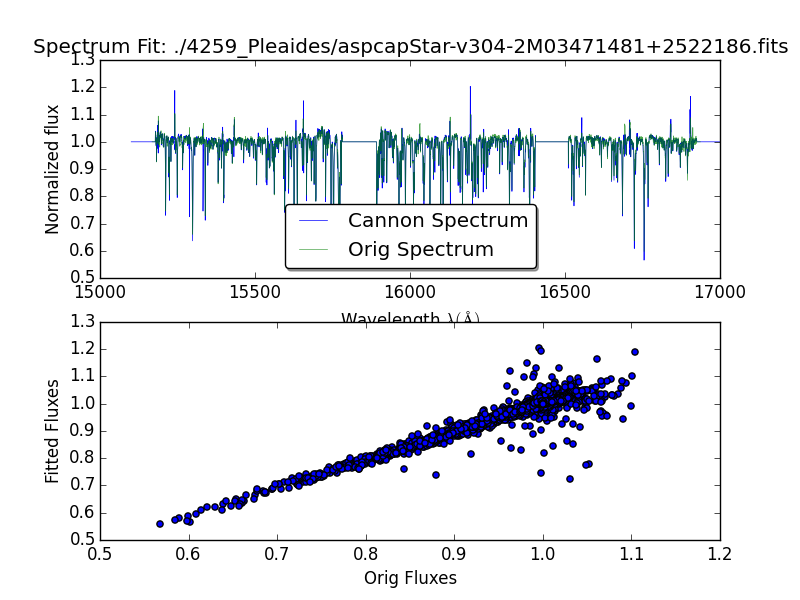 Spectrum Fit: ./4259_Pleaides/aspcapStar-v304-2M03471481+2522186.fits
1.3
1.2
1.1
1.0
0.9
0.8
0.7
0.6
0.5
Normalized flux
Cannon Spectrum
Orig Spectrum
15000 15500 16000 16500 17000
Wavelength λ(Å)
1.3
1.2
1.1
1.0
0.9
0.8
0.7
0.6
0.5
Fitted Fluxes
0.5 0.6 0.7 0.8 0.9 1.0 1.1 1.2
Orig Fluxes